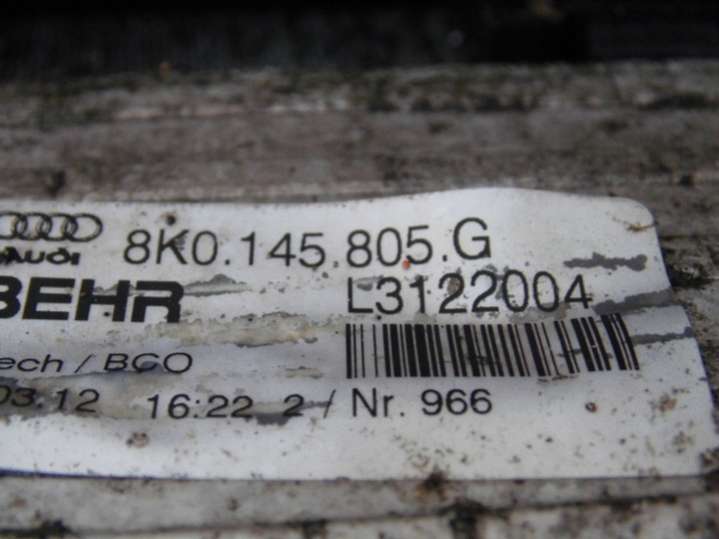 Audi 8K0.145.805.G
BEHR L3122004
ech / BCO
03.12 16:22 2 / Nr. 966